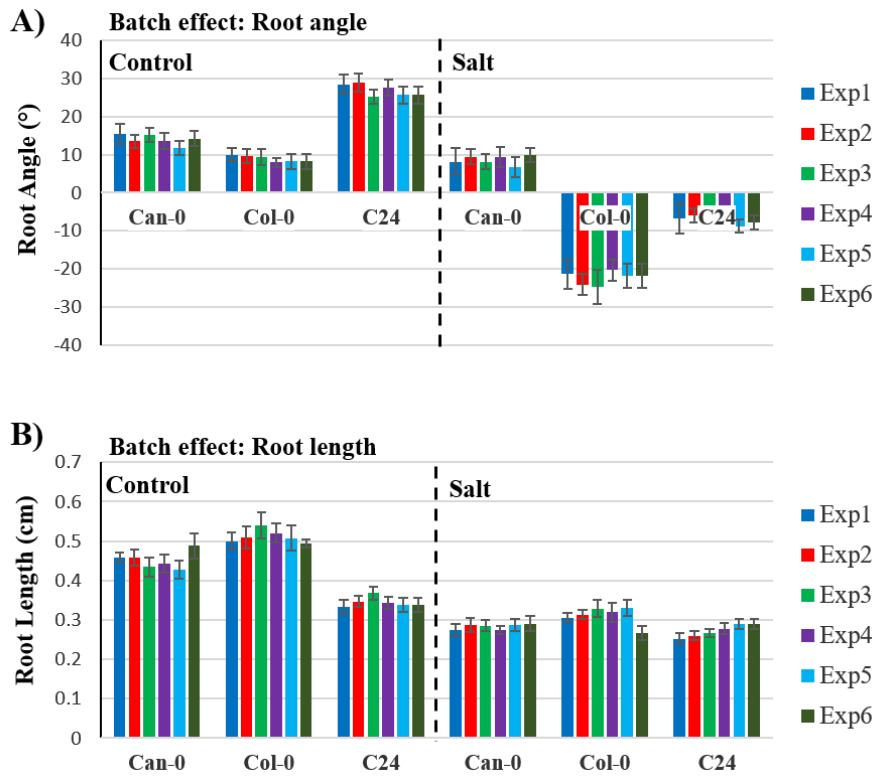 A)
Batch effect: Root angle
Control
Salt
Root Angle (°)
40
30
20
10
0
-10
-20
-30
-40
Can-0 Col-0 C24 Can-0 Col-0 C24
Exp1
Exp2
Exp3
Exp4
Exp5
Exp6
B)
Batch effect: Root length
Control
Salt
Root Length (cm)
0.7
0.6
0.5
0.4
0.3
0.2
0.1
0
Can-0 Col-0 C24 Can-0 Col-0 C24
Exp1
Exp2
Exp3
Exp4
Exp5
Exp6